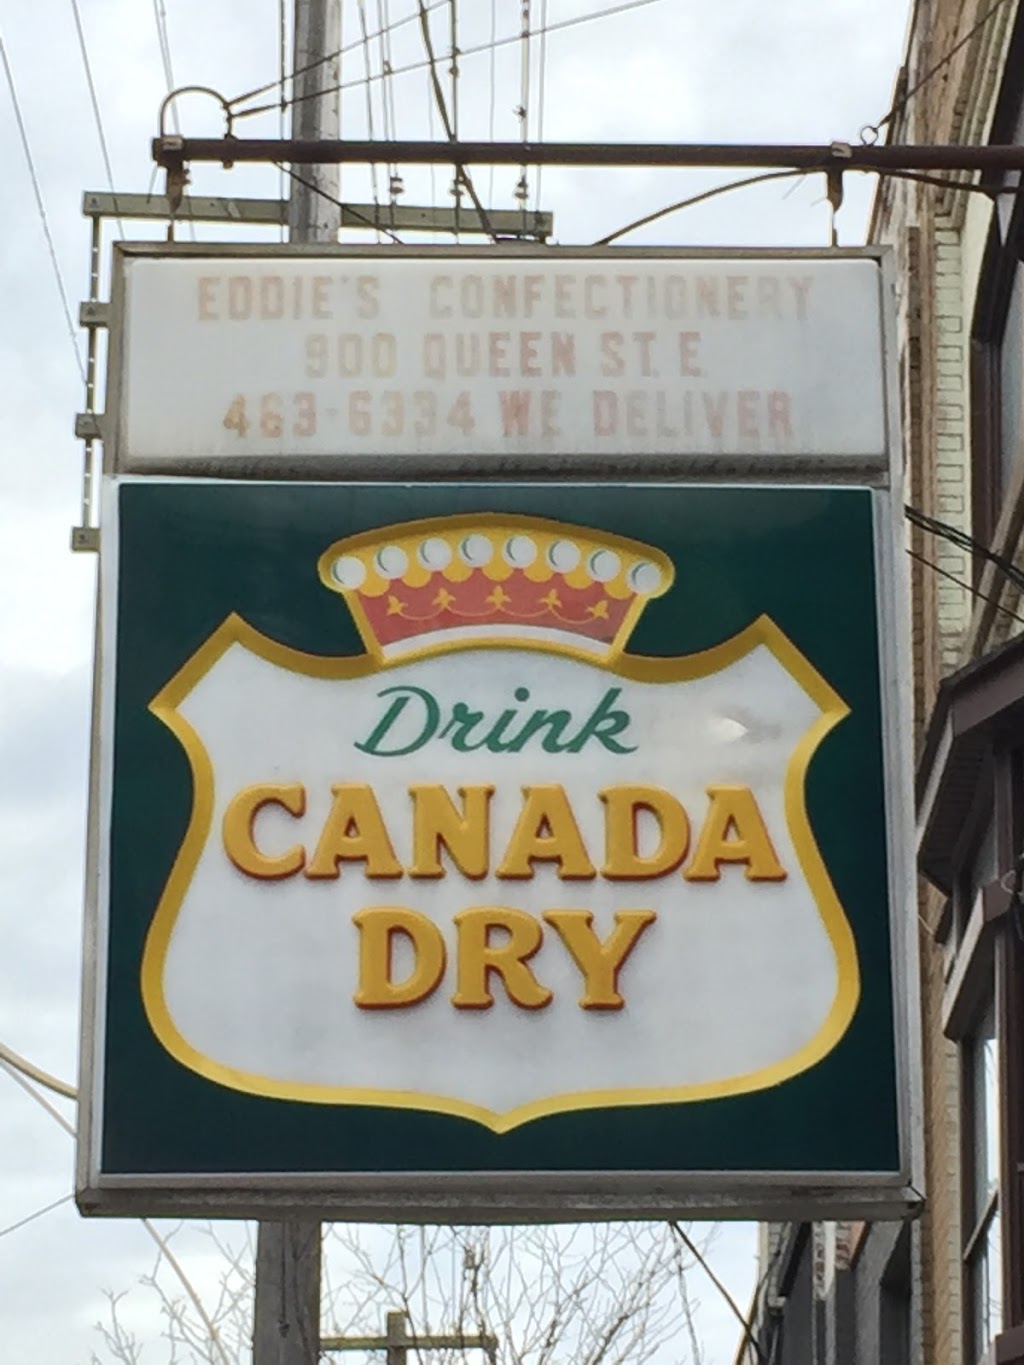 EDDIE'S CONFECTIONERY
900 QUEEN ST. E
463-6334 WE DELIVER
Drink
CANADA
DRY